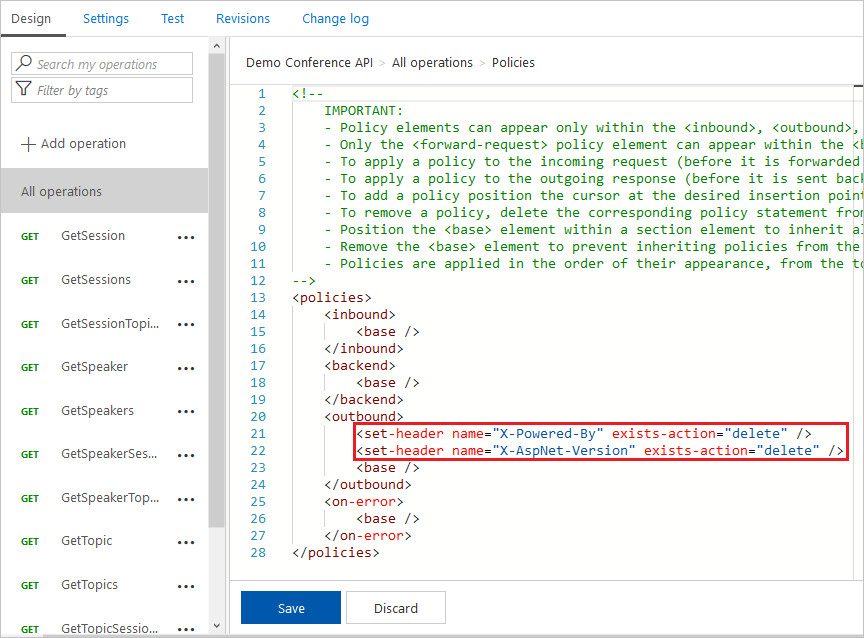 Design Settings Test Revisions Change log
Search my operations
Filter by tags
Add operation
All operations
GET GetSession
GET GetSessions
GET GetSessionTopi...
GET GetSpeaker
GET GetSpeakers
GET GetSpeakerSes...
GET GetSpeakerTop...
GET GetTopic
GET GetTopics
GET GetTopicSessio...
Demo Conference API > All operations > Policies
1 <!--
2 IMPORTANT:
3 - Policy elements can appear only within the <inbound>, <outbound>,
4 - Only the <forward-request> policy element can appear within the <b
5 - To apply a policy to the incoming request (before it is forwarded
6 - To apply a policy to the outgoing response (before it is sent back
7 - To add a policy position the cursor at the desired insertion point
8 - To remove a policy, delete the corresponding policy statement from
9 - Position the <base> element within a section element to inherit al
10 - Remove the <base> element to prevent inheriting policies from the
11 - Policies are applied in the order of their appearance, from the to
12 -->
13 <policies>
14 <inbound>
15 <base />
16 </inbound>
17 <backend>
18 <base />
19 </backend>
20 <outbound>
21 <set-header name="X-Powered-By" exists-action="delete" />
22 <set-header name="X-AspNet-Version" exists-action="delete" />
23 <base />
24 </outbound>
25 <on-error>
26 <base />
27 </on-error>
28 </policies>
Save Discard